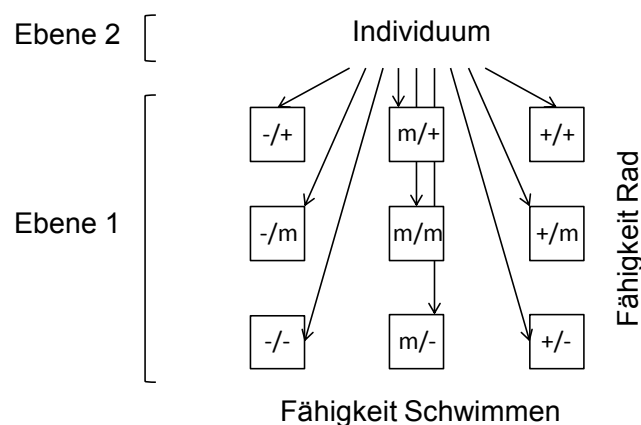 Ebene 2
Individuum
Ebene 1
-/+
m/+
+/+
-/m
m/m
+/m
-/-
m/-
+/-
Fähigkeit Rad
Fähigkeit Schwimmen